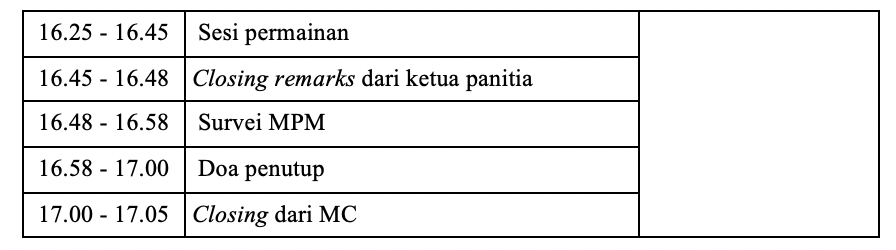 16.25 - 16.45 Sesi permainan
16.45 - 16.48 Closing remarks dari ketua panitia
16.48 - 16.58 Survei MPM
16.58 - 17.00 Doa penutup
17.00 - 17.05 Closing dari MC